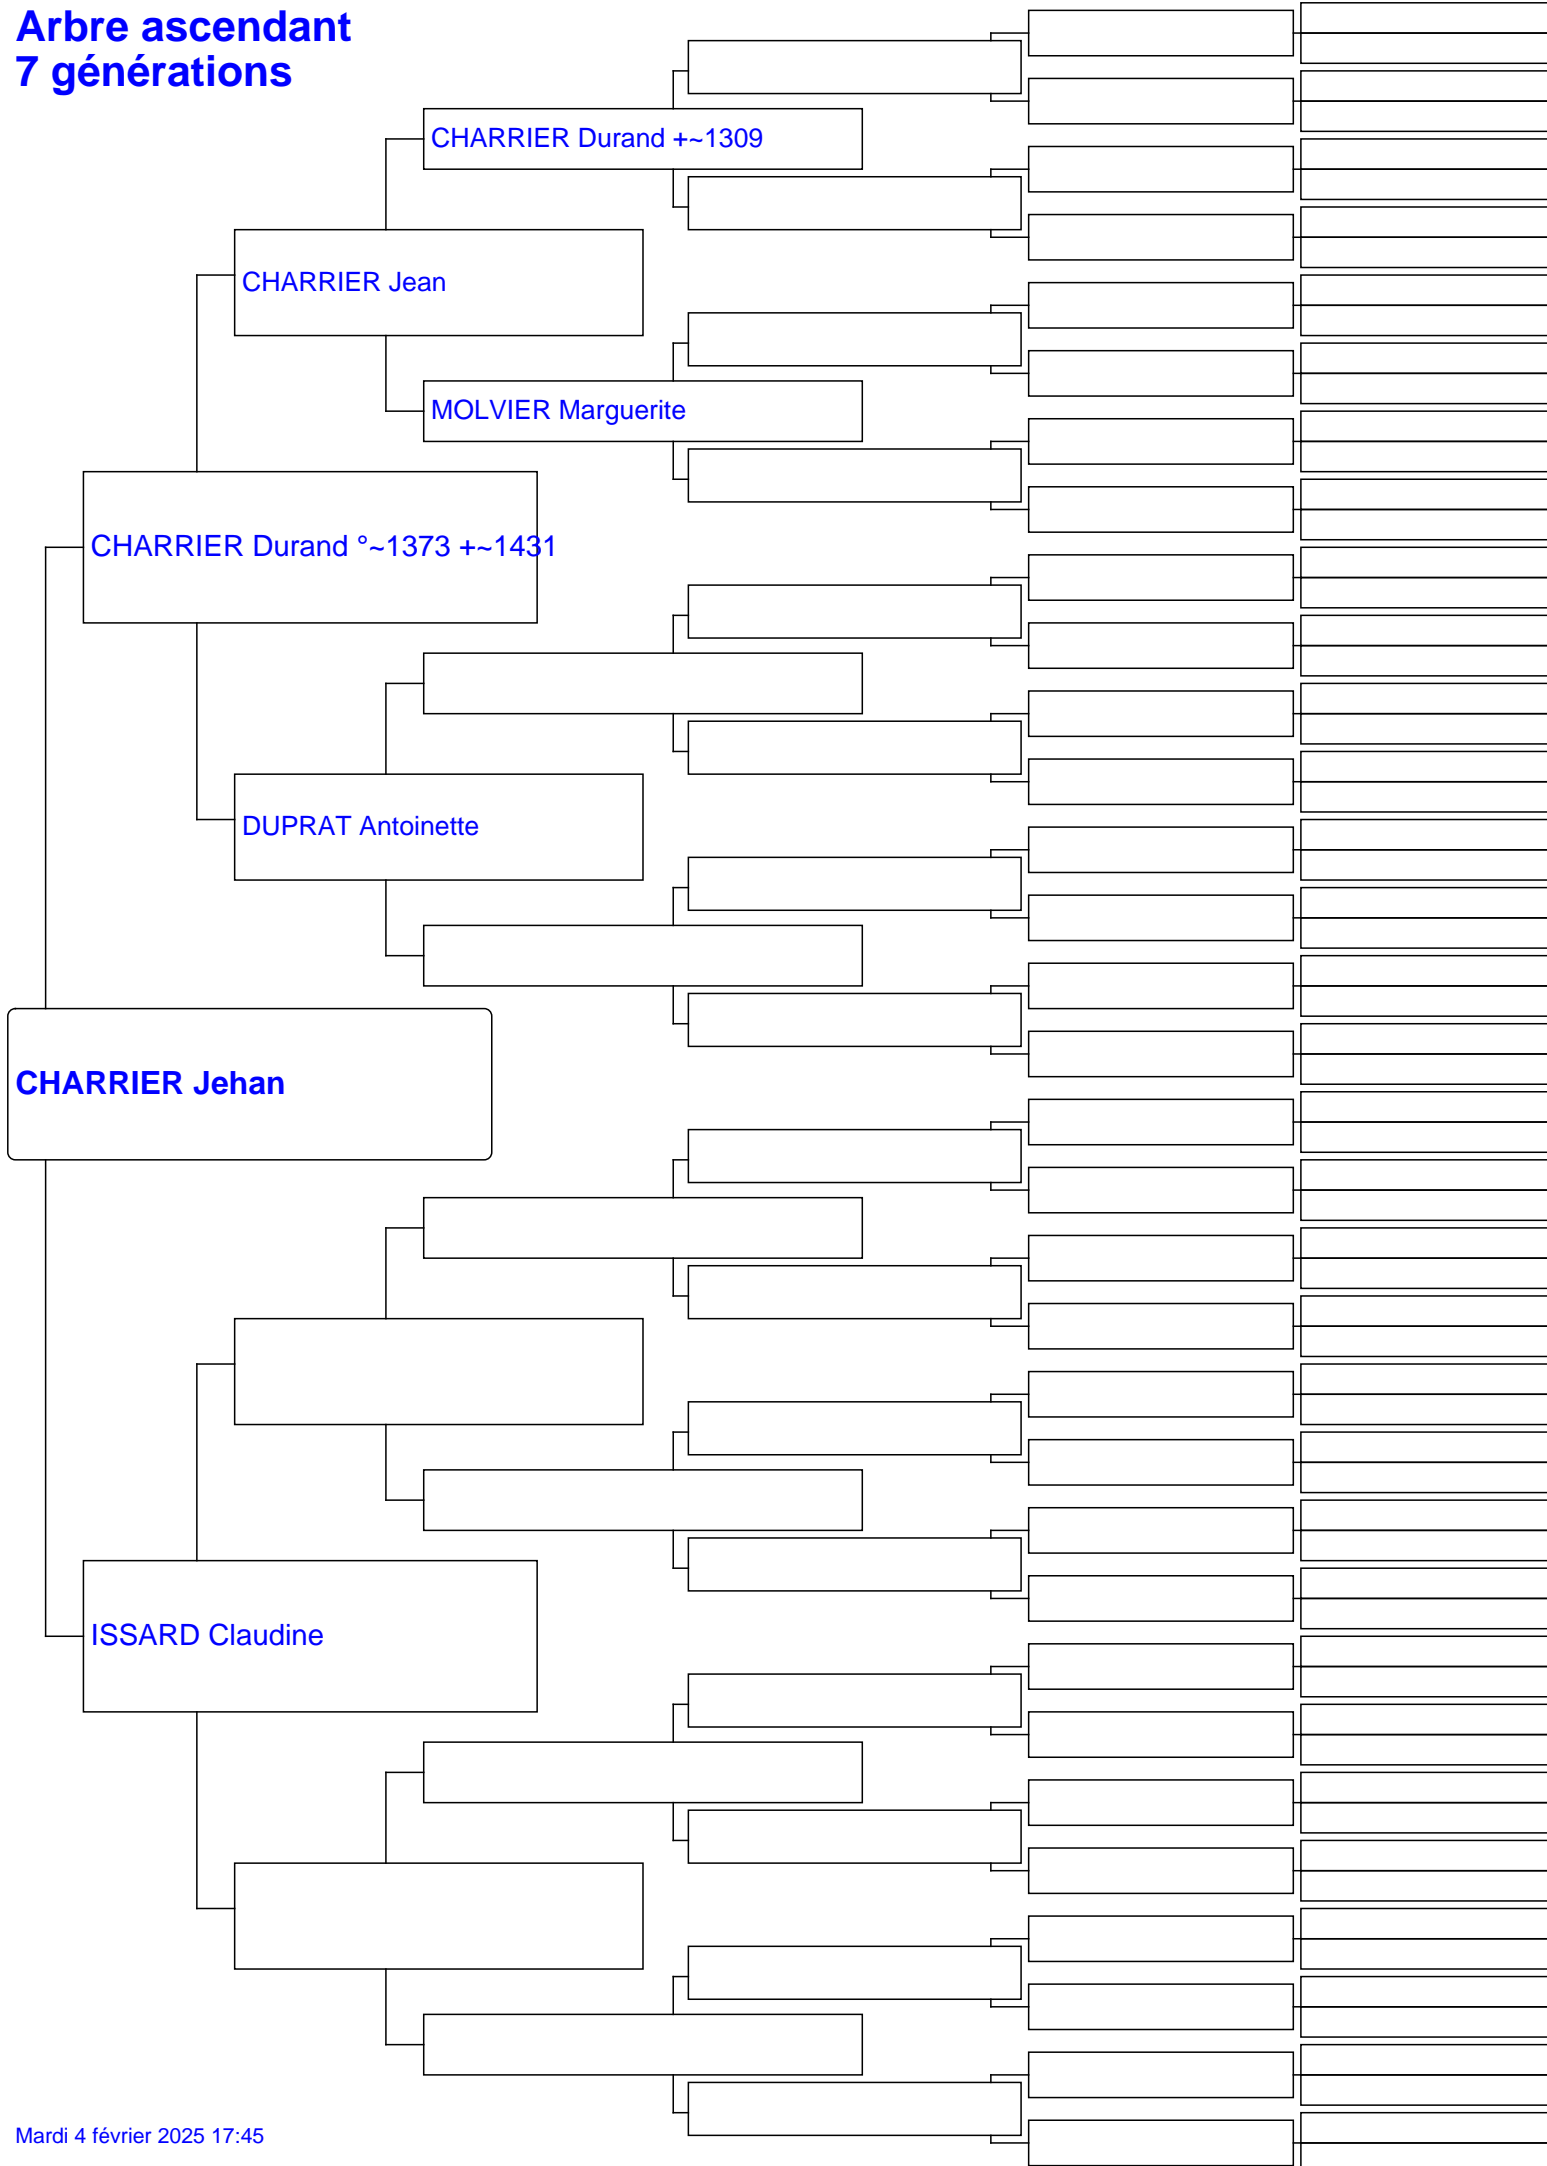 Arbre ascendant
7 générations
CHARRIER Durand +~1309
CHARRIER Jean
MOLVIER Marguerite
CHARRIER Durand °~1373 +~1431
DUPRAT Antoinette
CHARRIER Jehan
ISSARD Claudine
Mardi 4 février 2025 17:45